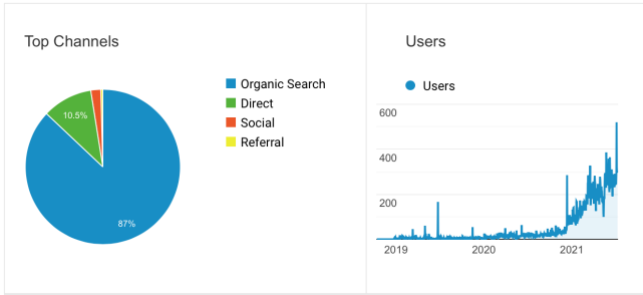 Top Channels
Organic Search
Direct
Social
Referral
10.5%
87%
Users
Users
600
400
200
2019
2020
2021